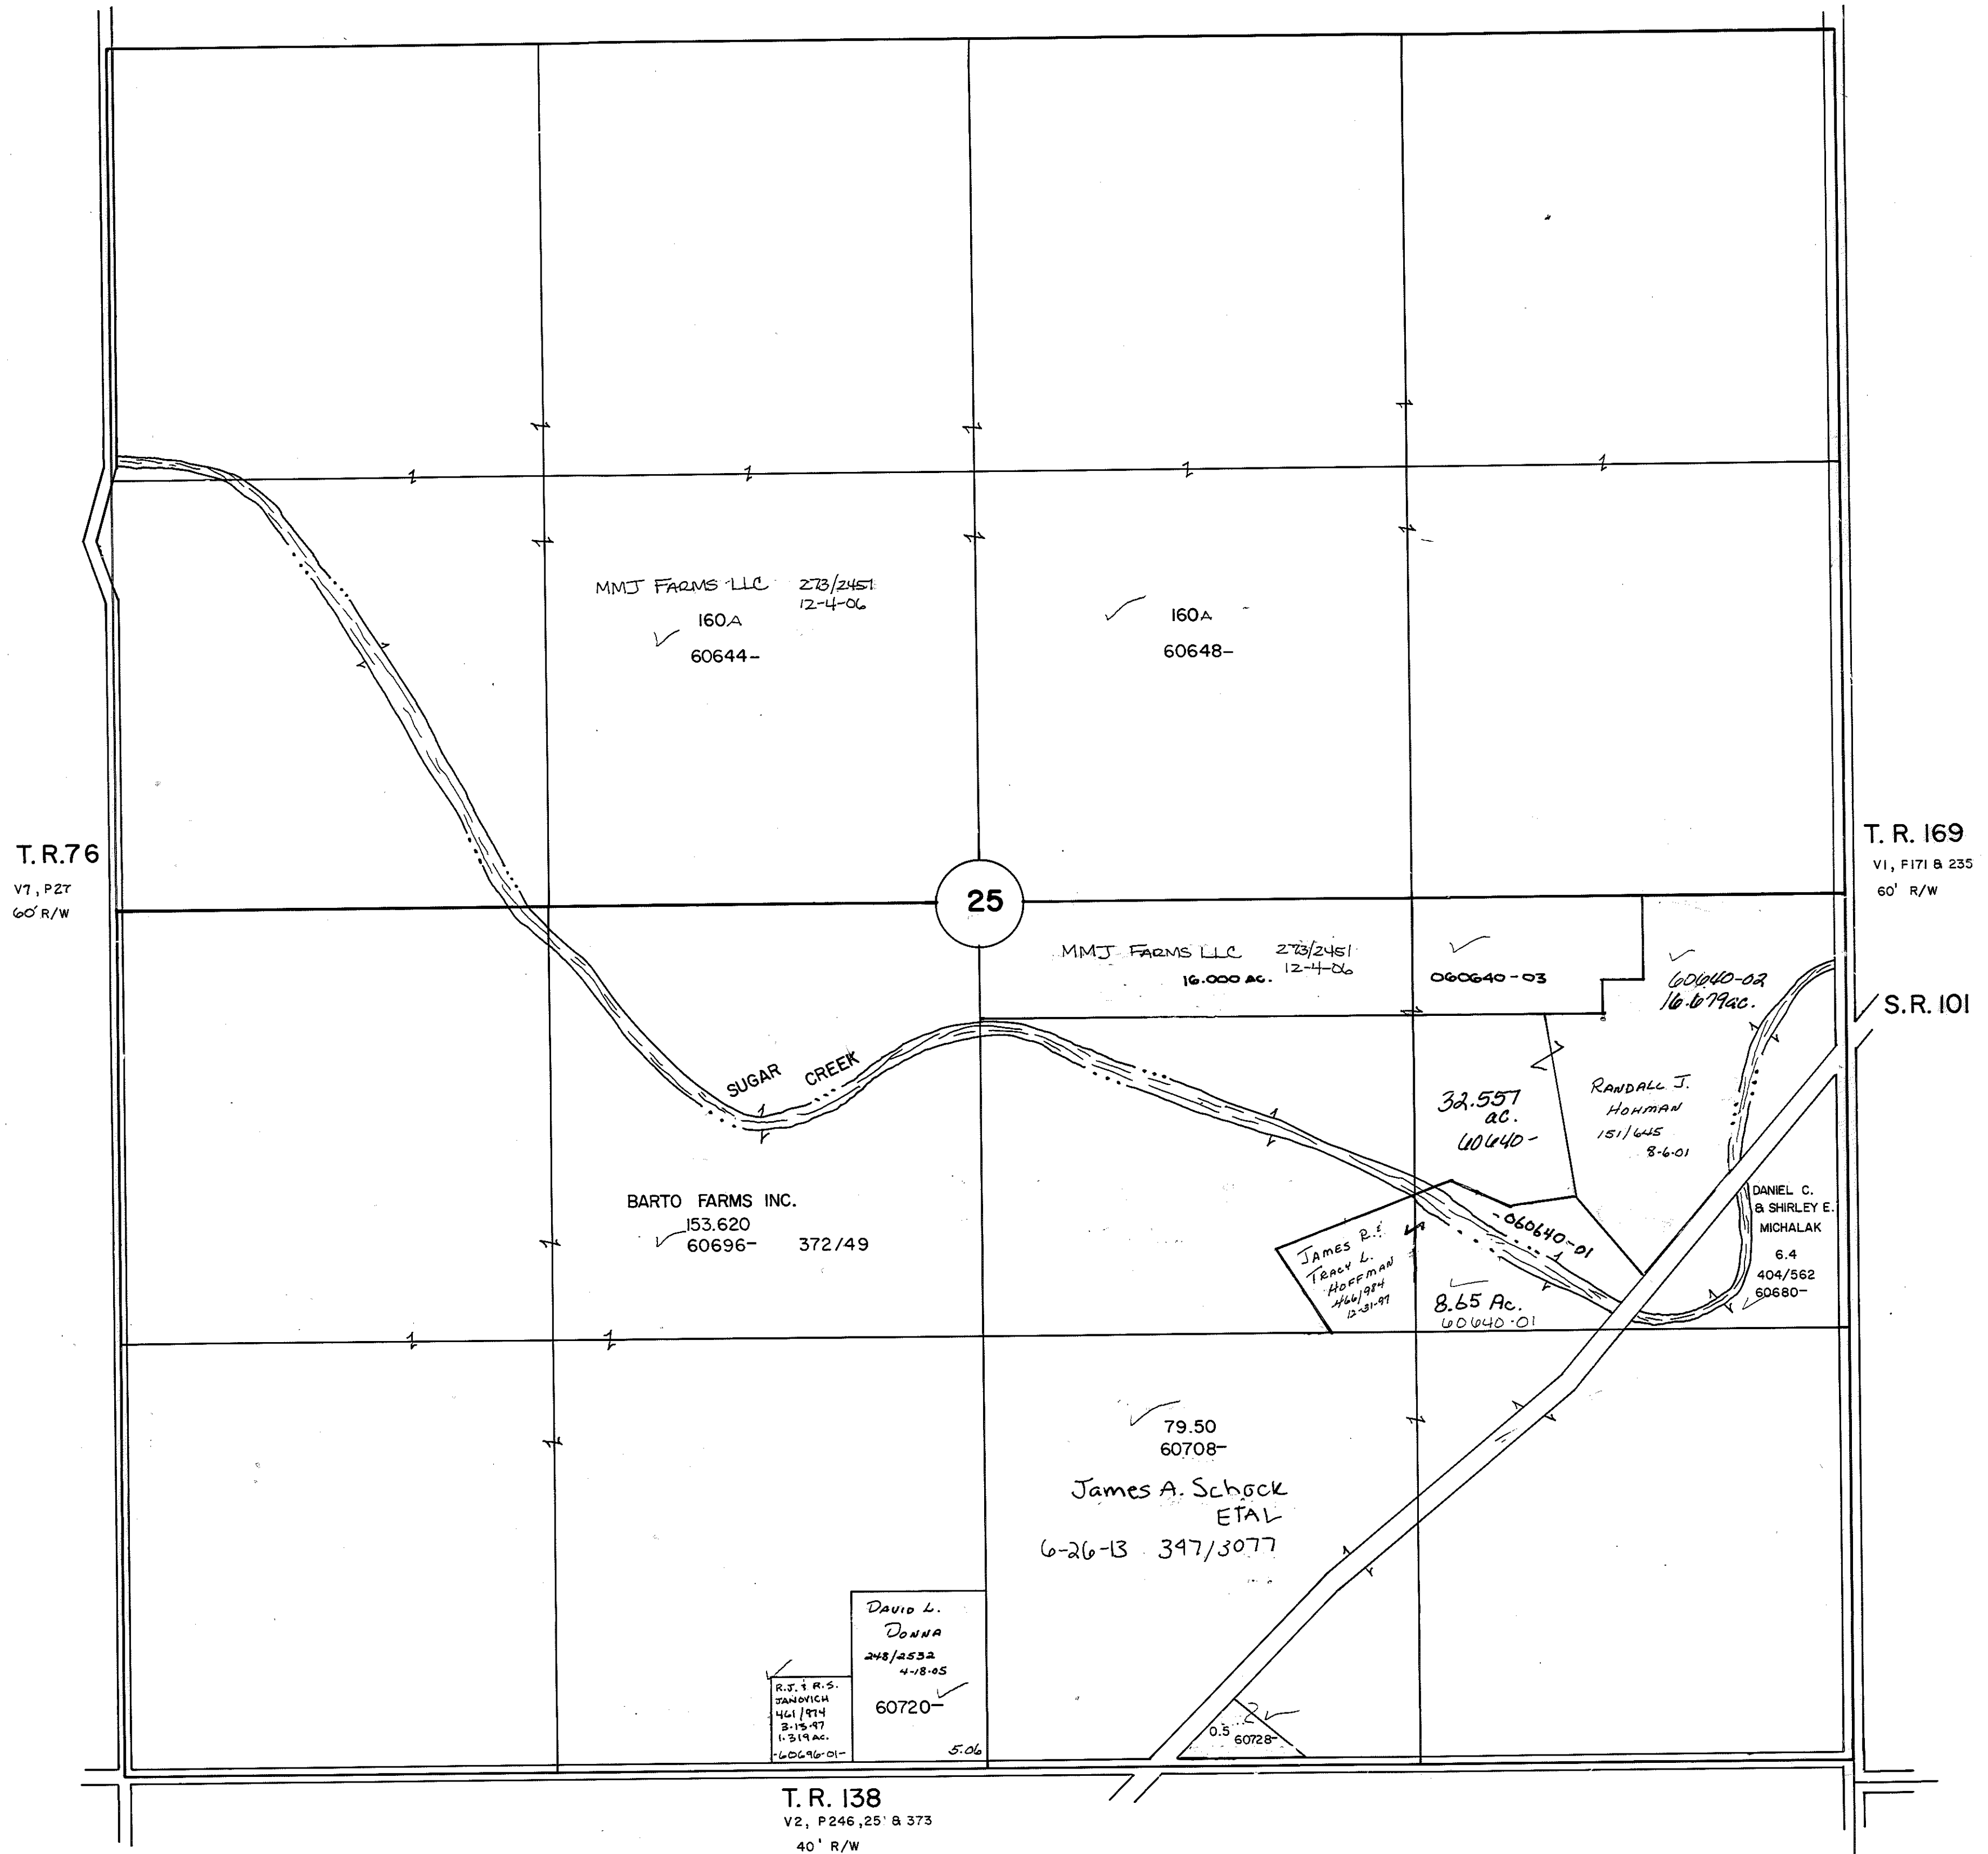 MMJ FARMS LLC 273/2451
12-4-06
160A
60644-
160A
60648-
T.R.76
V7, P27
60' R/W
T. R. 169
V1, P171 & 235
60' R/W
25
MMJ FARMS LLC 273/2451
16.000 AC. 12-4-06
060640-03
60640-02
16.679ac.
S.R. 101
SUGAR CREEK
32.557
ac.
60640-
RANDALL J.
HOHMAN
151/645
8-6-01
BARTO FARMS INC.
153.620
60696- 372/49
JAMES R. &
TRACY L.
HOFFMAN
466/984
12-31-97
-060640-01
8.65 Ac.
60640-01
DANIEL C.
& SHIRLEY E.
MICHALAK
6.4
404/562
60680-
79.50
60708-
James A. Schock
ETAL
6-26-13 347/3077
DAVID L.
DONNA
248/2532
4-18-05
60720-
5.06
R.J. & R.S.
JANOVICH
461/974
3-13-97
1.319 AC.
-60696-01-
0.5
60728-
T. R. 138
V2, P246, 25 & 373
40' R/W